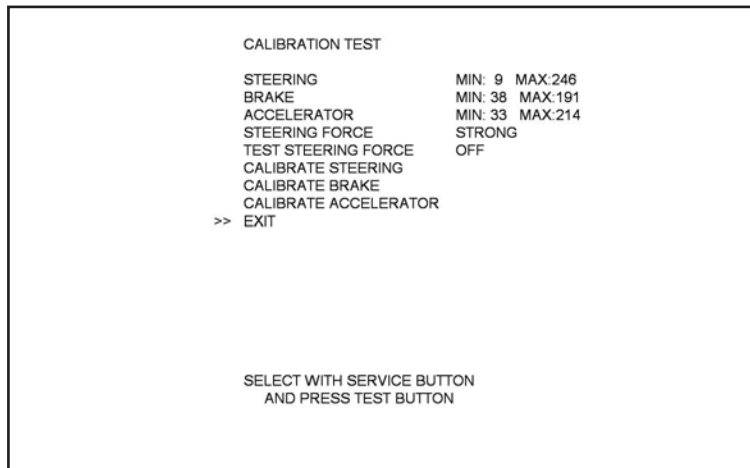 CALIBRATION TEST
STEERING MIN: 9 MAX:246
BRAKE MIN: 38 MAX:191
ACCELERATOR MIN: 33 MAX:214
STEERING FORCE STRONG
TEST STEERING FORCE OFF
CALIBRATE STEERING
CALIBRATE BRAKE
CALIBRATE ACCELERATOR
>> EXIT
SELECT WITH SERVICE BUTTON
AND PRESS TEST BUTTON